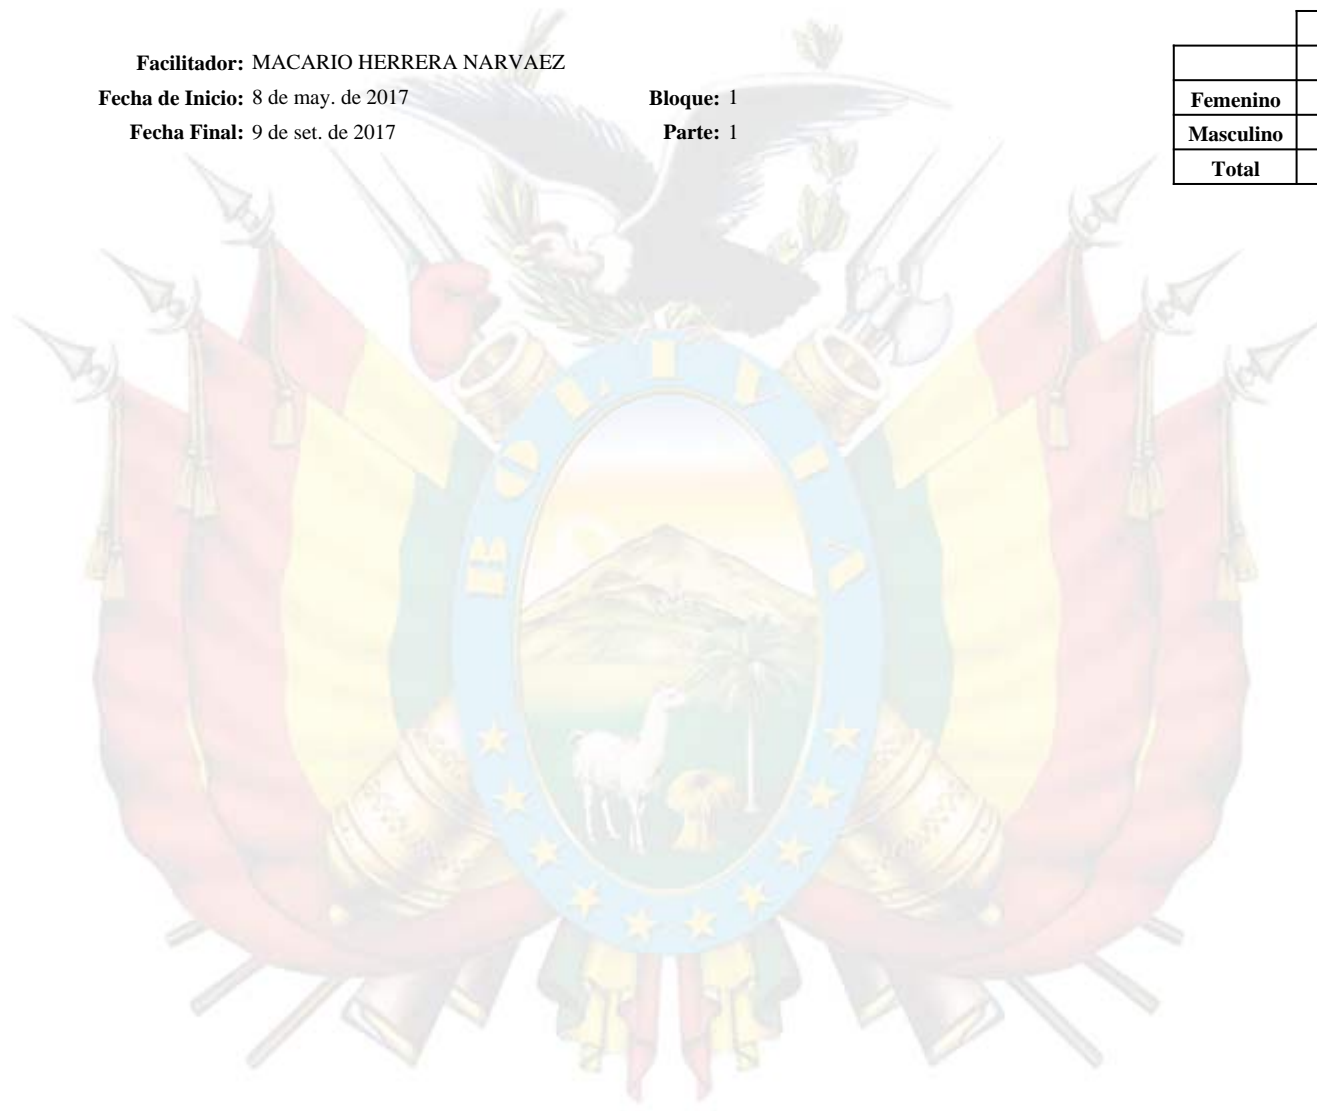 Facilitador: MACARIO HERRERA NARVAEZ
Fecha de Inicio: 8 de may. de 2017 Bloque: 1
Fecha Final: 9 de set. de 2017 Parte: 1
Femenino
Masculino
Total
BOLIVIA